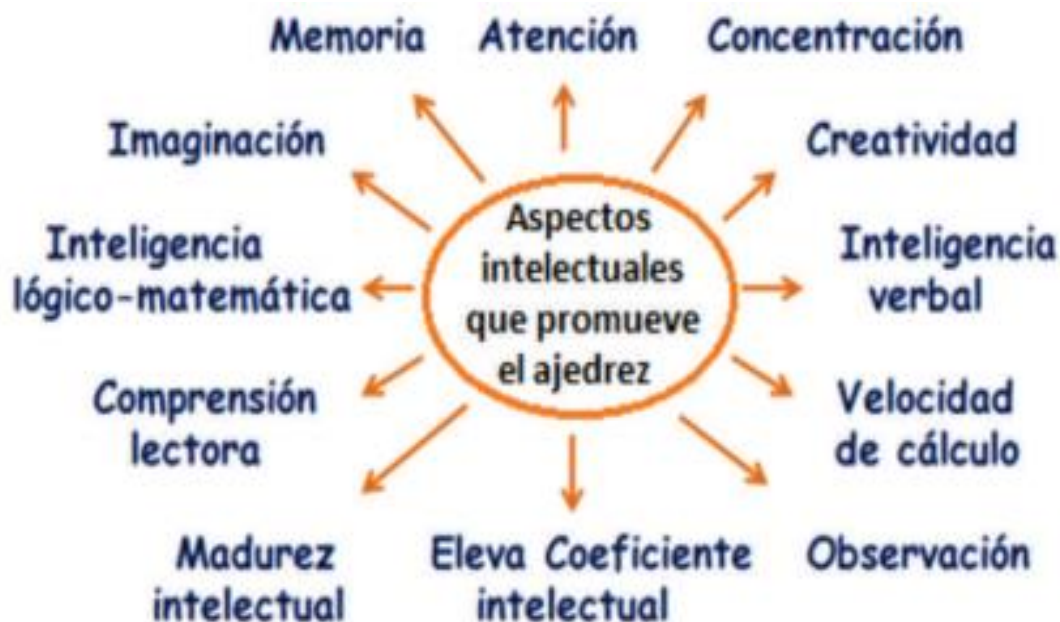 Memoria
Atención
Concentración
Imaginación
Creatividad
Aspectos
intelectuales
que promueve
el ajedrez
Inteligencia
lógico-matemática
Inteligencia
verbal
Comprensión
lectora
Velocidad
de cálculo
Madurez
intelectual
Eleva Coeficiente
intelectual
Observación